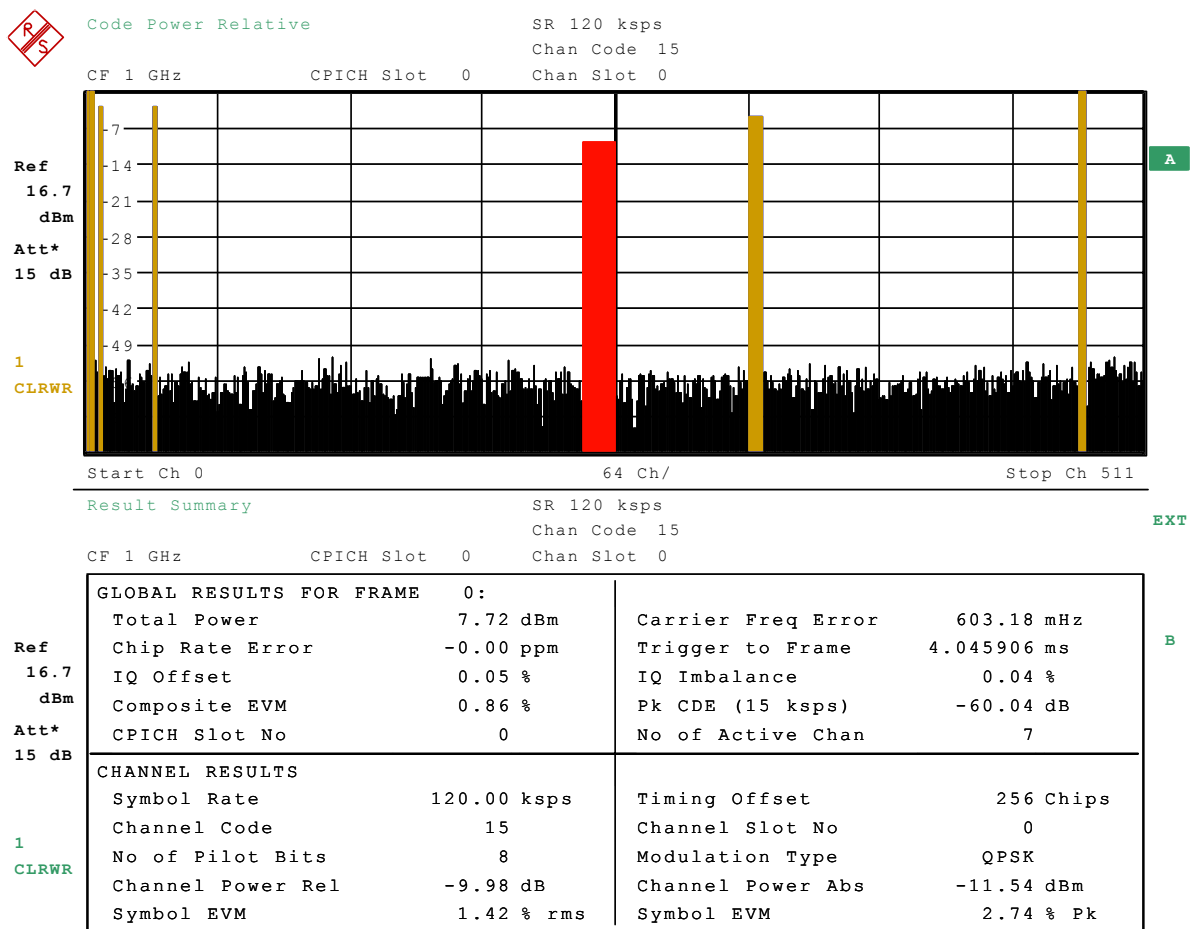 R S
Code Power Relative SR 120 ksps
Chan Code 15
CF 1 GHz CPICH Slot 0 Chan Slot 0
Ref
16.7
dBm
Att*
15 dB
1
CLRWR
-7
-14
-21
-28
-35
-42
-49
A
Start Ch 0 64 Ch/ Stop Ch 511
Result Summary SR 120 ksps
Chan Code 15
CF 1 GHz CPICH Slot 0 Chan Slot 0
EXT
B
Ref
16.7
dBm
Att*
15 dB
1
CLRWR
GLOBAL RESULTS FOR FRAME 0:
Total Power 7.72 dBm Carrier Freq Error 603.18 mHz
Chip Rate Error -0.00 ppm Trigger to Frame 4.045906 ms
IQ Offset 0.05 % IQ Imbalance 0.04 %
Composite EVM 0.86 % Pk CDE (15 ksps) -60.04 dB
CPICH Slot No 0 No of Active Chan 7
CHANNEL RESULTS
Symbol Rate 120.00 ksps Timing Offset 256 Chips
Channel Code 15 Channel Slot No 0
No of Pilot Bits 8 Modulation Type QPSK
Channel Power Rel -9.98 dB Channel Power Abs -11.54 dBm
Symbol EVM 1.42 % rms Symbol EVM 2.74 % Pk